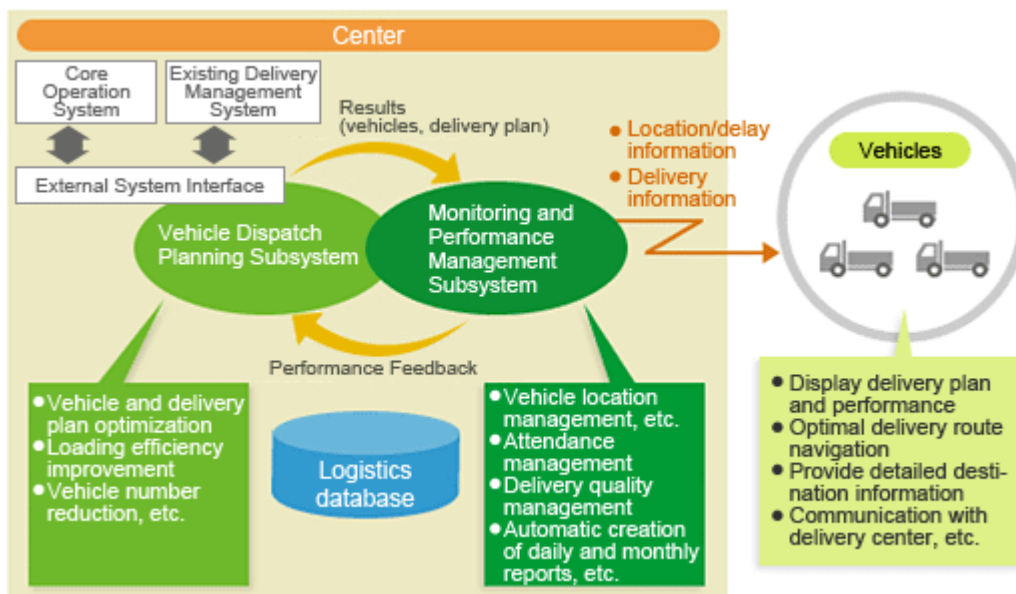 Center
Core
Operation
System
Existing Delivery
Management
System
External System Interface
Results
(vehicles, delivery plan)
● Location/delay
information
● Delivery
information
Vehicles
Vehicle Dispatch
Planning Subsystem
Monitoring and
Performance
Management
Subsystem
Performance Feedback
●Vehicle and delivery
plan optimization
●Loading efficiency
improvement
●Vehicle number
reduction, etc.
Logistics
database
●Vehicle location
management, etc.
●Attendance
management
●Delivery quality
management
●Automatic creation
of daily and monthly
reports, etc.
● Display delivery plan
and performance
● Optimal delivery route
navigation
● Provide detailed desti-
nation information
● Communication with
delivery center, etc.